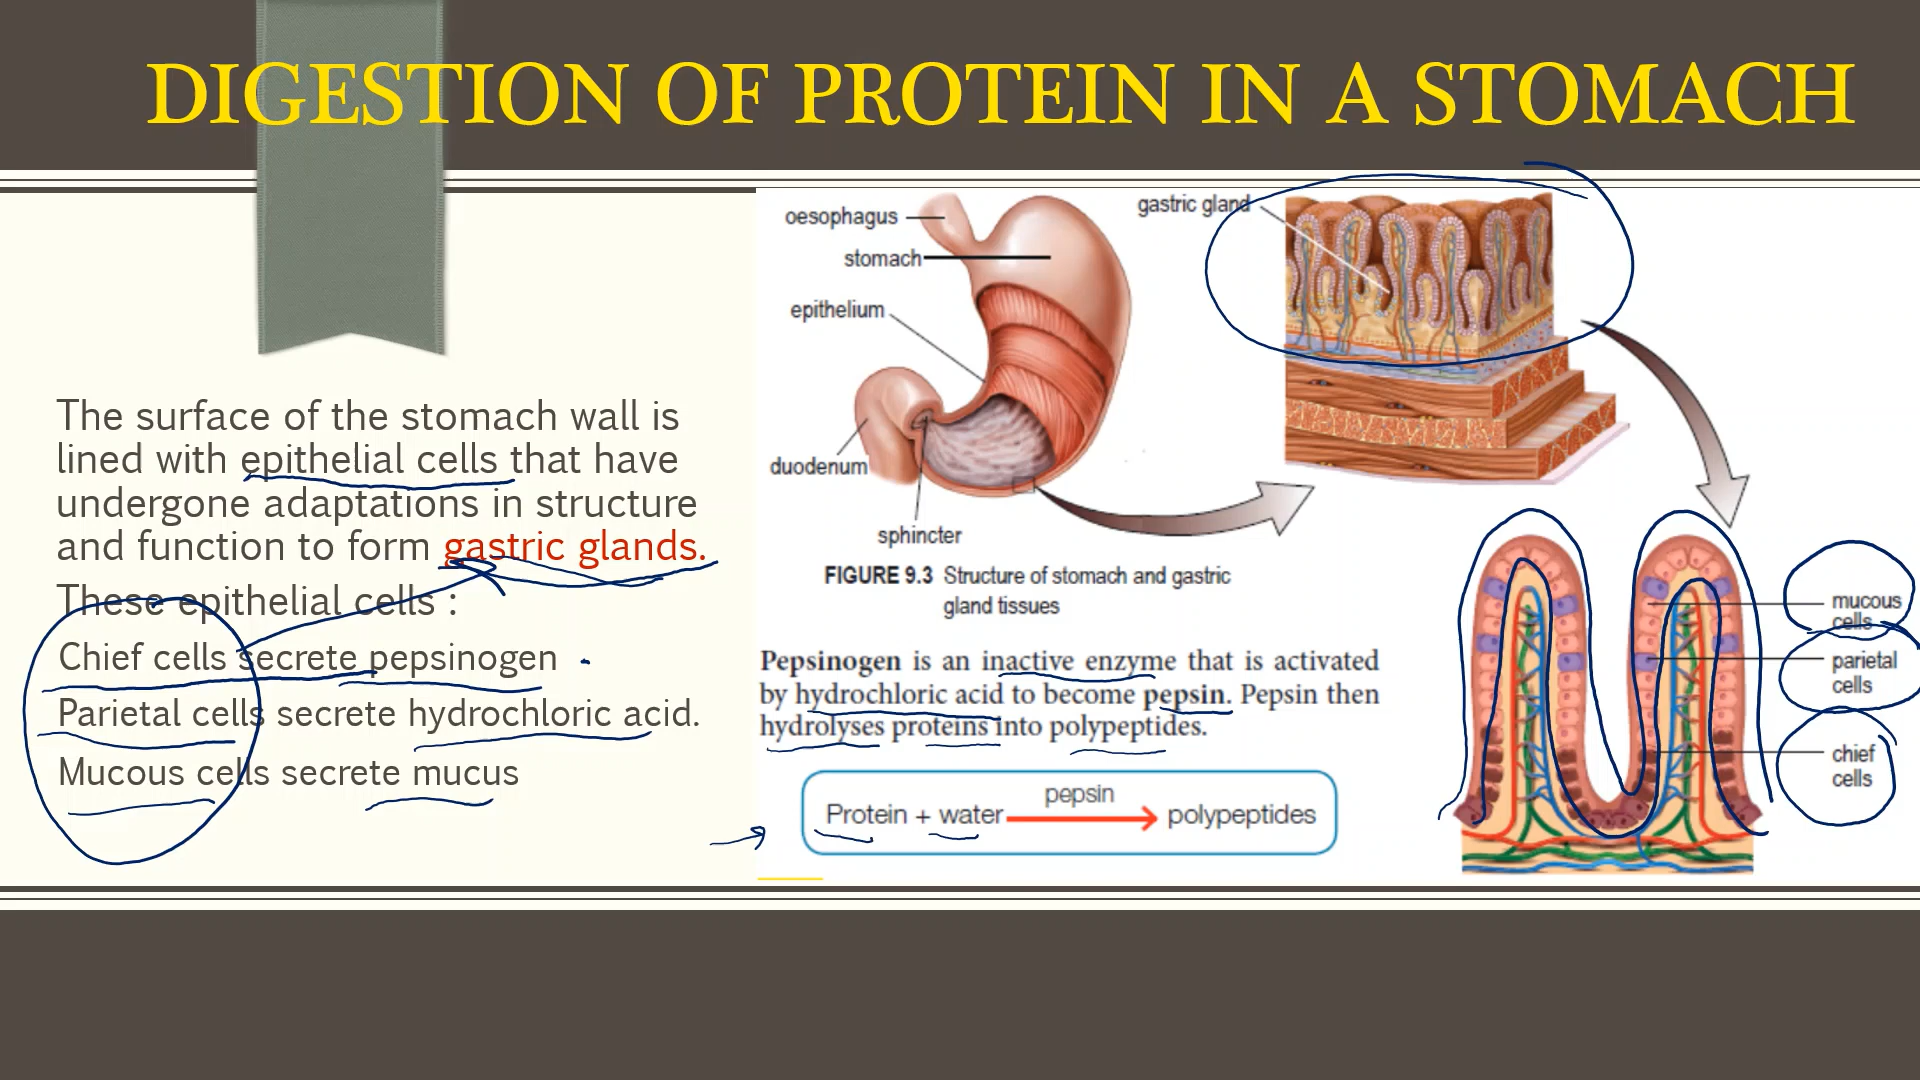 DIGESTION OF PROTEIN IN A STOMACH
The surface of the stomach wall is
lined with epithelial cells that have
undergone adaptations in structure
and function to form gastric glands.
These epithelial cells :
Chief cells secrete pepsinogen
Parietal cells secrete hydrochloric acid.
Mucous cells secrete mucus
oesophagus
stomach
epithelium
duodenum
sphincter
gastric gland
FIGURE 9.3 Structure of stomach and gastric
gland tissues
mucous
cells
parietal
cells
chief
cells
Pepsinogen is an inactive enzyme that is activated
by hydrochloric acid to become pepsin. Pepsin then
hydrolyses proteins into polypeptides.
pepsin
Protein + water → polypeptides